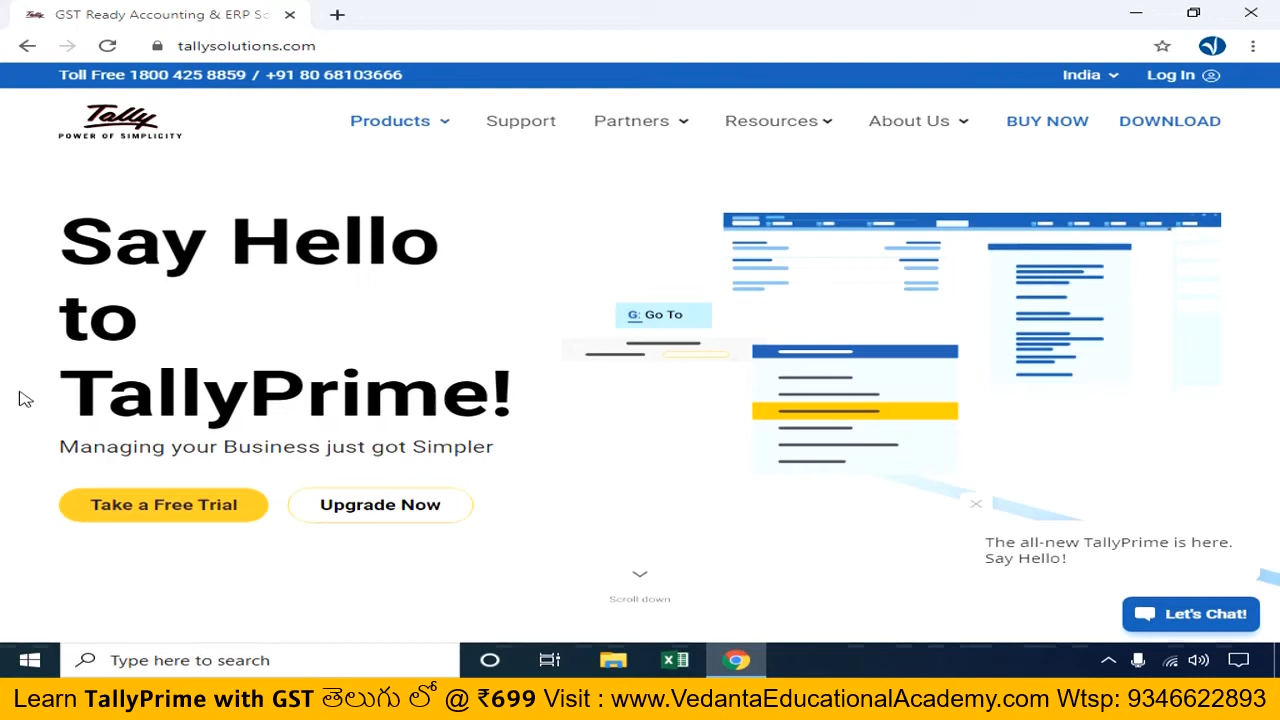 GST Ready Accounting & ERP So
tallysolutions.com
Toll Free 1800 425 8859 / +91 80 68103666
India
Log In
Tally
POWER OF SIMPLICITY
Products
Support
Partners
Resources
About Us
BUY NOW
DOWNLOAD
Say Hello
to
TallyPrime!
Managing your Business just got Simpler
Take a Free Trial
Upgrade Now
G: Go To
The all-new TallyPrime is here.
Say Hello!
Scroll down
Let's Chat!
Type here to search
Learn TallyPrime with GST తెలుగు లో @ ₹699 Visit : www.VedantaEducationalAcademy.com Wtsp: 9346622893